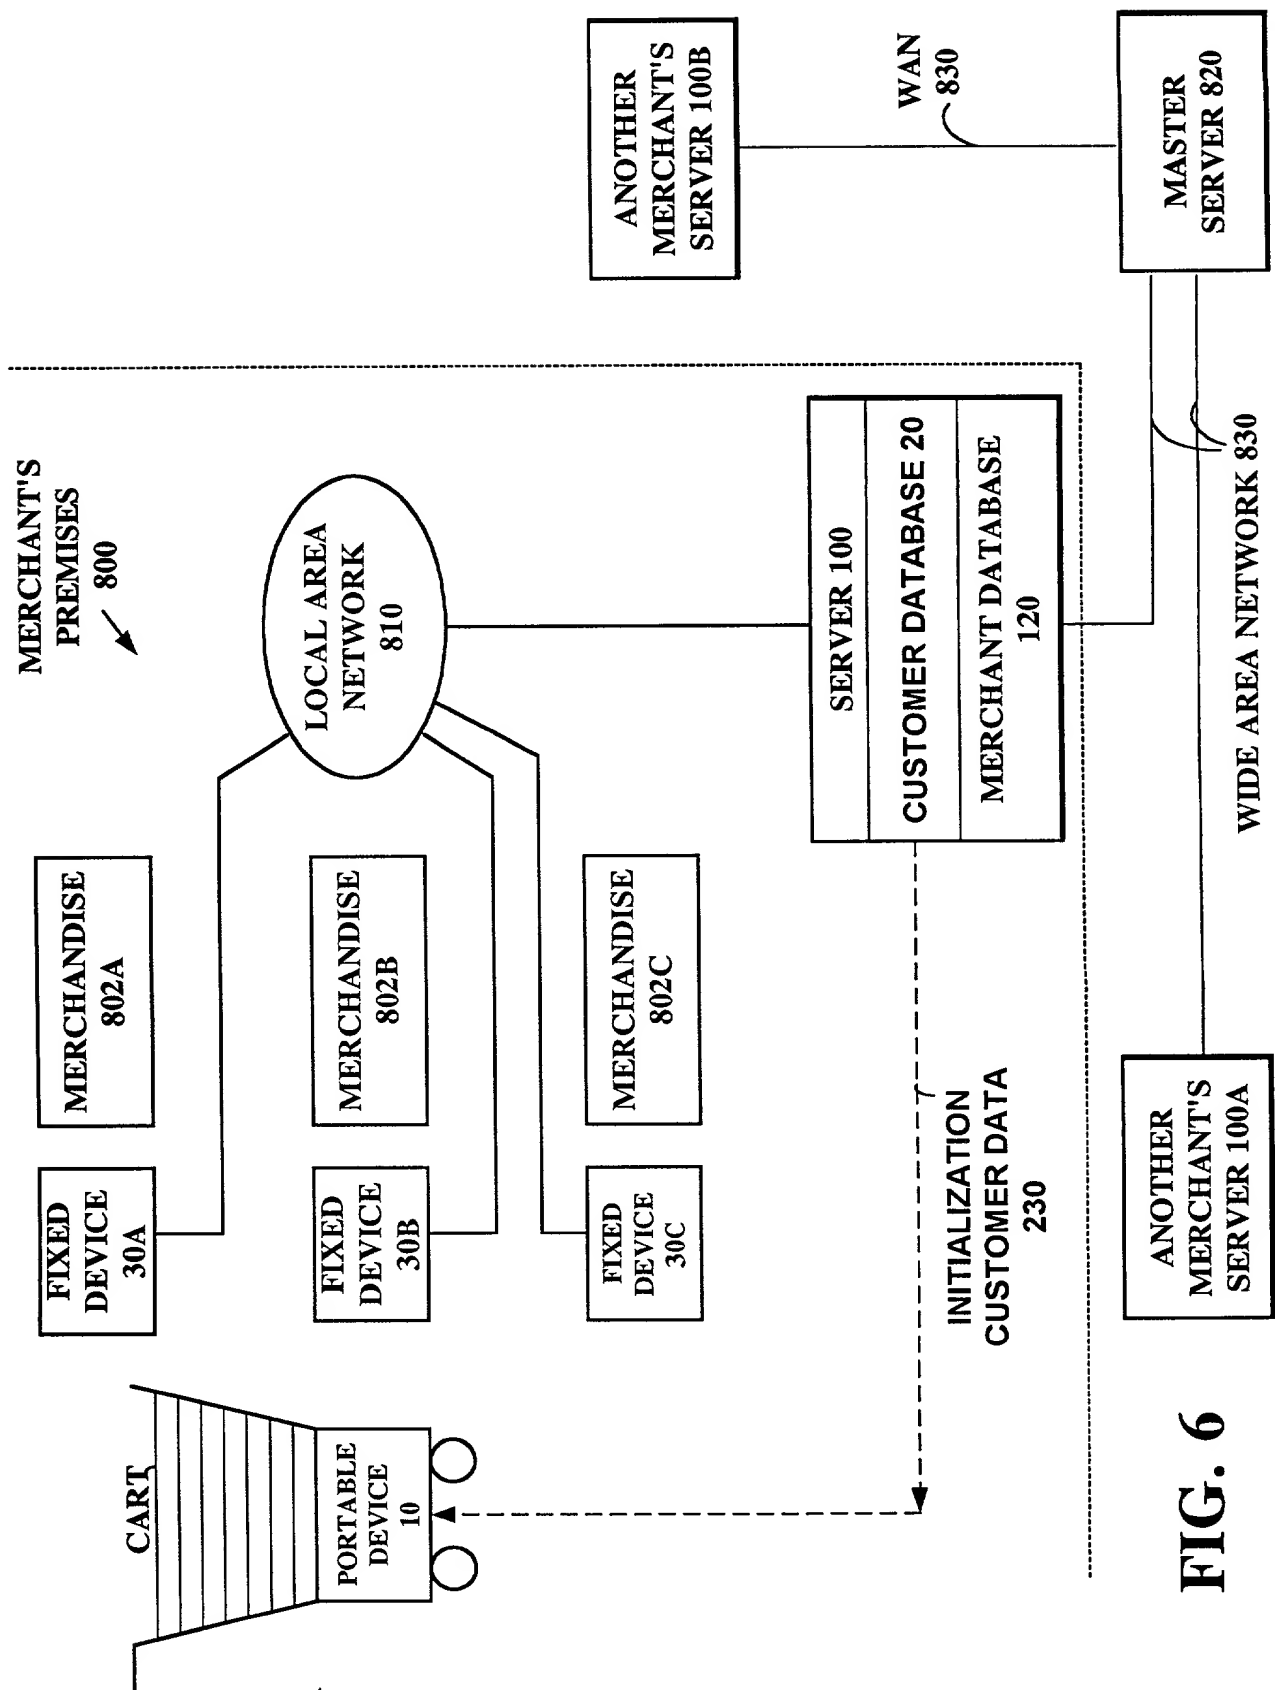 MERCHANT'S
PREMISES
800
CART
FIXED
DEVICE
30A
MERCHANDISE
802A
PORTABLE
DEVICE
10
FIXED
DEVICE
30B
MERCHANDISE
802B
LOCAL AREA
NETWORK
810
FIXED
DEVICE
30C
MERCHANDISE
802C
ANOTHER
MERCHANT'S
SERVER 100B
SERVER 100
CUSTOMER DATABASE 20
MERCHANT DATABASE
120
WAN
830
INITIALIZATION
CUSTOMER DATA
230
ANOTHER
MERCHANT'S
SERVER 100A
WIDE AREA NETWORK 830
MASTER
SERVER 820
FIG. 6